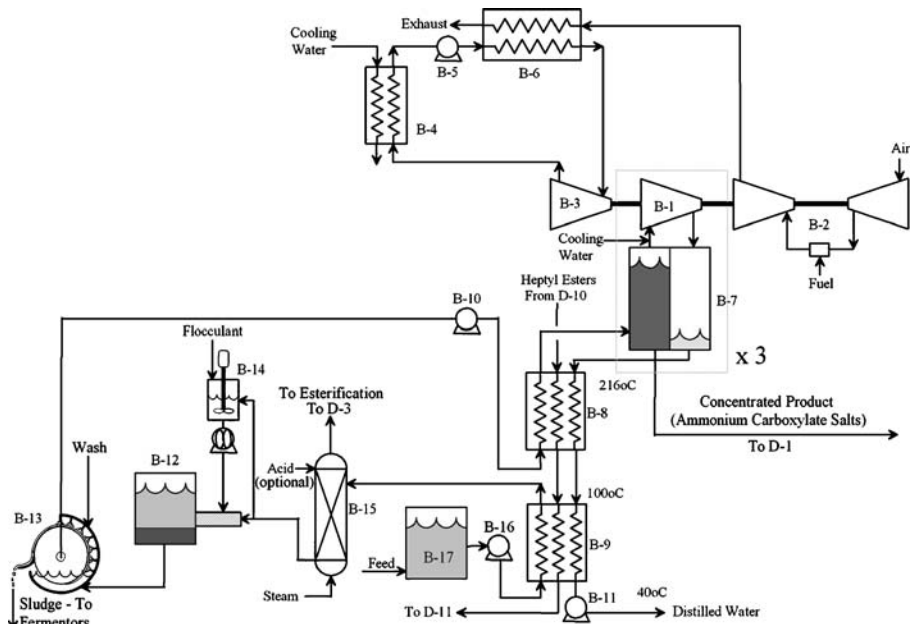 Exhaust
Cooling
Water
B-5
B-6
B-4
Air
B-3
B-1
B-2
Cooling
Water
Fuel
Heptyl Esters
From D-10
B-7
x 3
B-10
Flocculant
216oC
B-14
To Esterification
To D-3
B-8
Concentrated Product
(Ammonium Carboxylate Salts)
To D-1
Wash
B-12
Acid
(optional)
100oC
B-15
B-16
B-13
B-17
B-9
Feed
Steam
B-11
40oC
Sludge - To
Fermentors
To D-11
Distilled Water